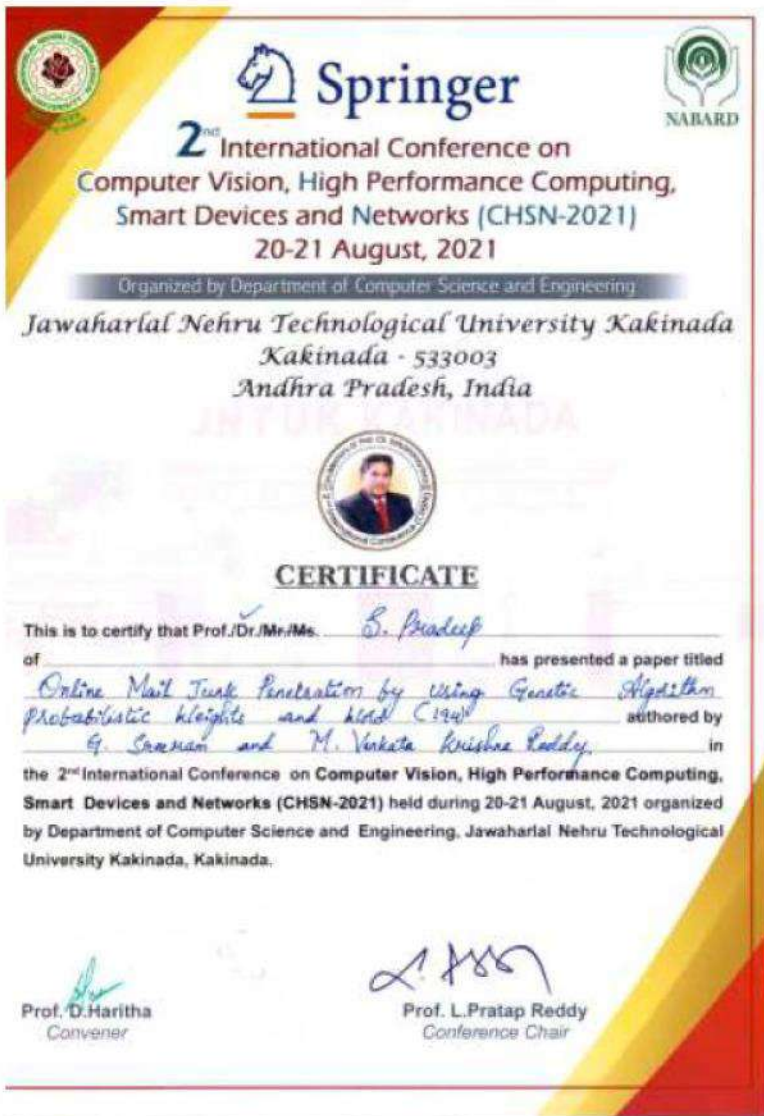 Springer
NABARD
2nd International Conference on
Computer Vision, High Performance Computing,
Smart Devices and Networks (CHSN-2021)
20-21 August, 2021
Organized by Department of Computer Science and Engineering
Jawaharlal Nehru Technological University Kakinada
Kakinada - 533003
Andhra Pradesh, India
JNTUK KAKINADA
CERTIFICATE
This is to certify that Prof./Dr./Mr./Ms. S. Pradeep
of has presented a paper titled
Online Mail Junk Penetration by Using Genetic Algorithm
Probabilistic Weights and Word (194) authored by
G. and M. Venkata Krishna Reddy in
the 2nd International Conference on Computer Vision, High Performance Computing,
Smart Devices and Networks (CHSN-2021) held during 20-21 August, 2021 organized
by Department of Computer Science and Engineering, Jawaharlal Nehru Technological
University Kakinada, Kakinada.
Prof. D.Haritha
Convener
Prof. L.Pratap Reddy
Conference Chair